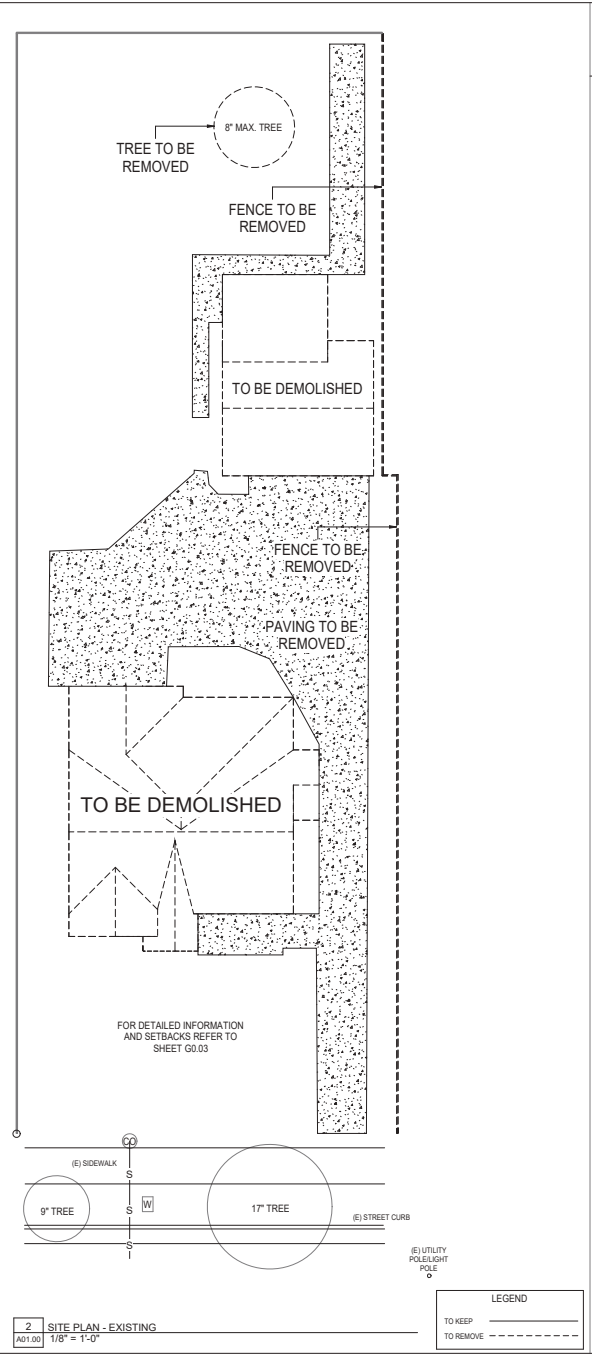 8" MAX. TREE
TREE TO BE
REMOVED
FENCE TO BE
REMOVED
TO BE DEMOLISHED
FENCE TO BE
REMOVED
PAVING TO BE
REMOVED
TO BE DEMOLISHED
FOR DETAILED INFORMATION
AND SETBACKS REFER TO
SHEET G0.03
CO
(E) SIDEWALK
S
9" TREE
S
W
17" TREE
(E) STREET CURB
S
(E) UTILITY
POLE/LIGHT
POLE
LEGEND
TO KEEP
TO REMOVE
2
SITE PLAN - EXISTING
A01.00
1/8" = 1'-0"